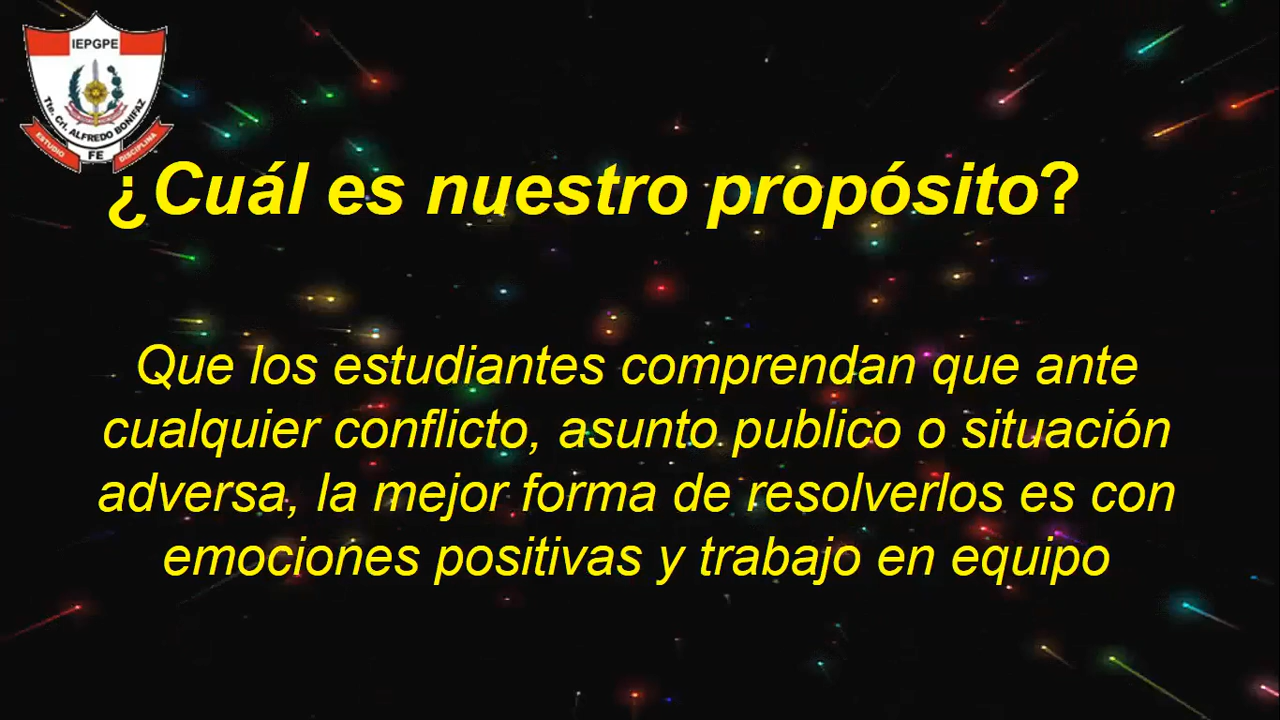 IEPGPE
Tte. Crl. ALFREDO BONIFAZ
ESTUDIO
FE
DISCIPLINA
¿Cuál es nuestro propósito?
Que los estudiantes comprendan que ante
cualquier conflicto, asunto publico o situación
adversa, la mejor forma de resolverlos es con
emociones positivas y trabajo en equipo